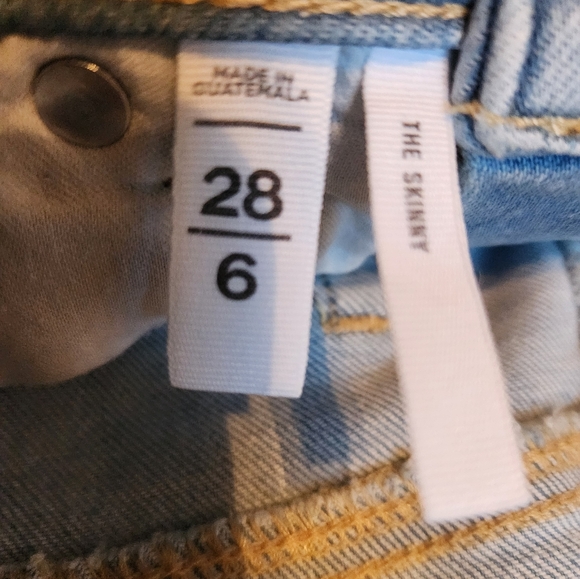 MADE IN
GUATEMALA
28
6
THE SKINNY